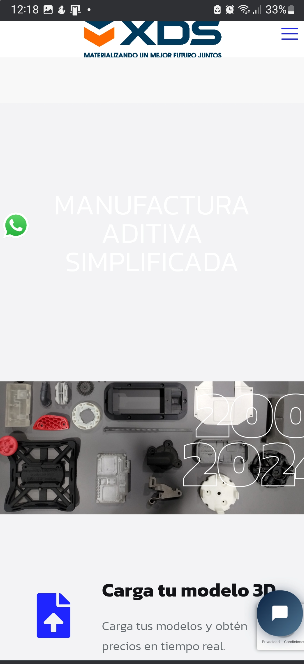 12:18
33%
XDS
MATERIALIZANDO UN MEJOR FUTURO JUNTOS
MANUFACTURA
ADITIVA
SIMPLIFICADA
200
2024
Carga tu modelo 3D
Carga tus modelos y obtén
precios en tiempo real.